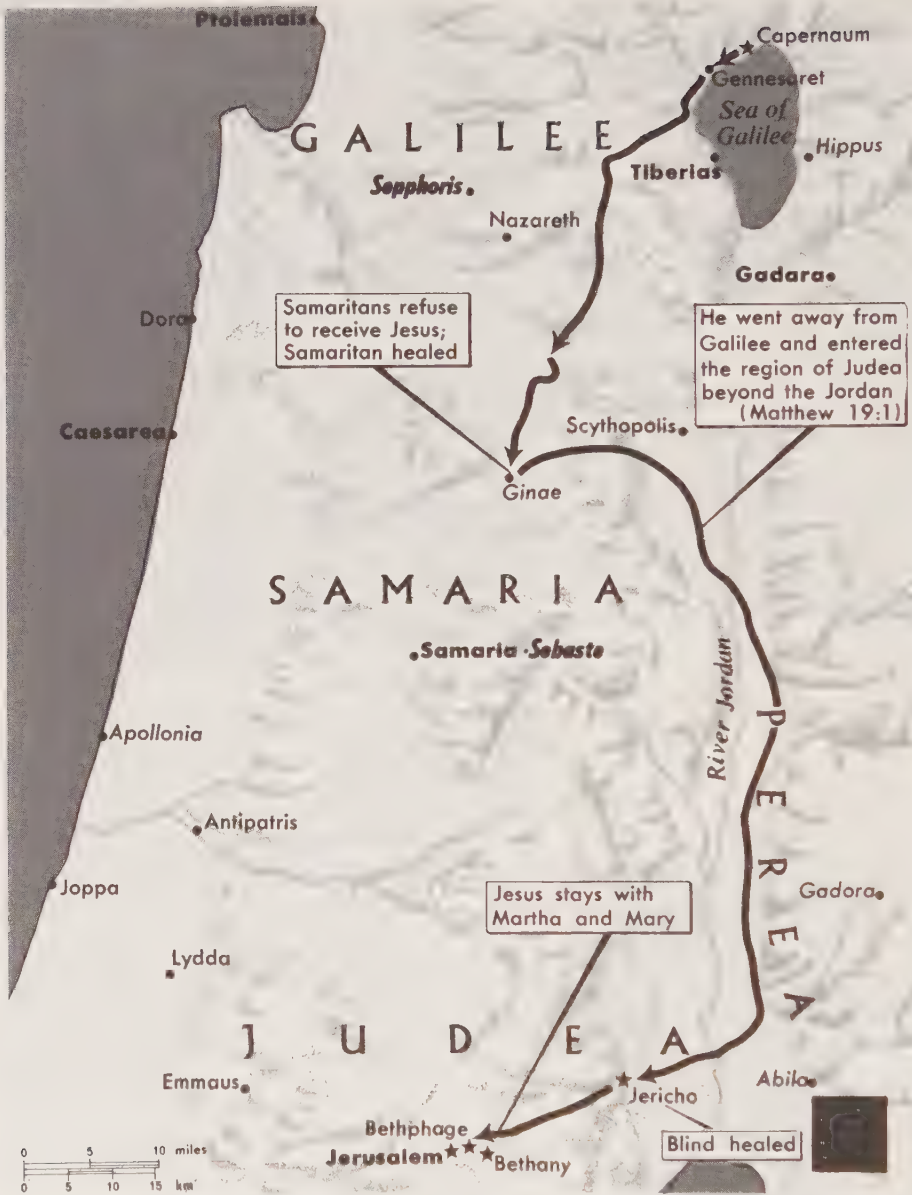 Ptolemais
Capernaum
Gennesaret
Sea of
Galilee
GALILEE
Hippus
Tiberias
Sepphoris
Nazareth
Gadara
Samaritans refuse
to receive Jesus;
Samaritan healed
He went away from
Galilee and entered
the region of Judea
beyond the Jordan
(Matthew 19:1)
Dora
Caesarea
Scythopolis
Ginae
SAMARIA
Samaria · Sebaste
River Jordan
PEREA
Apollonia
Antipatris
Joppa
Jesus stays with
Martha and Mary
Gadora
Lydda
JUDEA
Emmaus
Jericho
Abila
Bethphage
Jerusalem
Bethany
Blind healed
0 5 10 miles
0 5 10 15 km